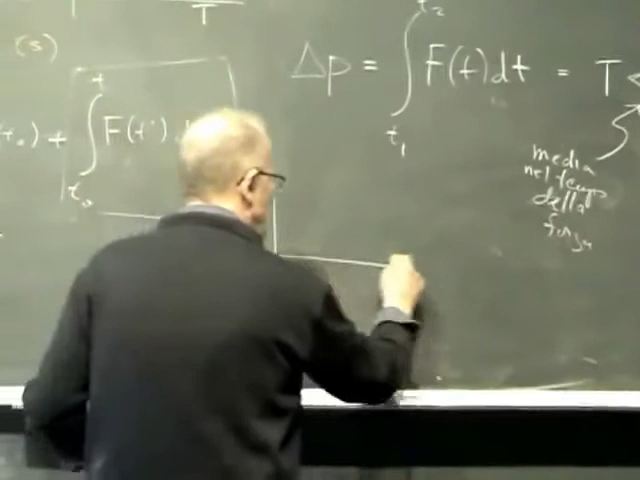 T
(s)
Δp = ∫ t₁ t₂ F(t) dt = T <
t₀) + ∫ t₀ t F(t')
media
nel tempo
della
forza